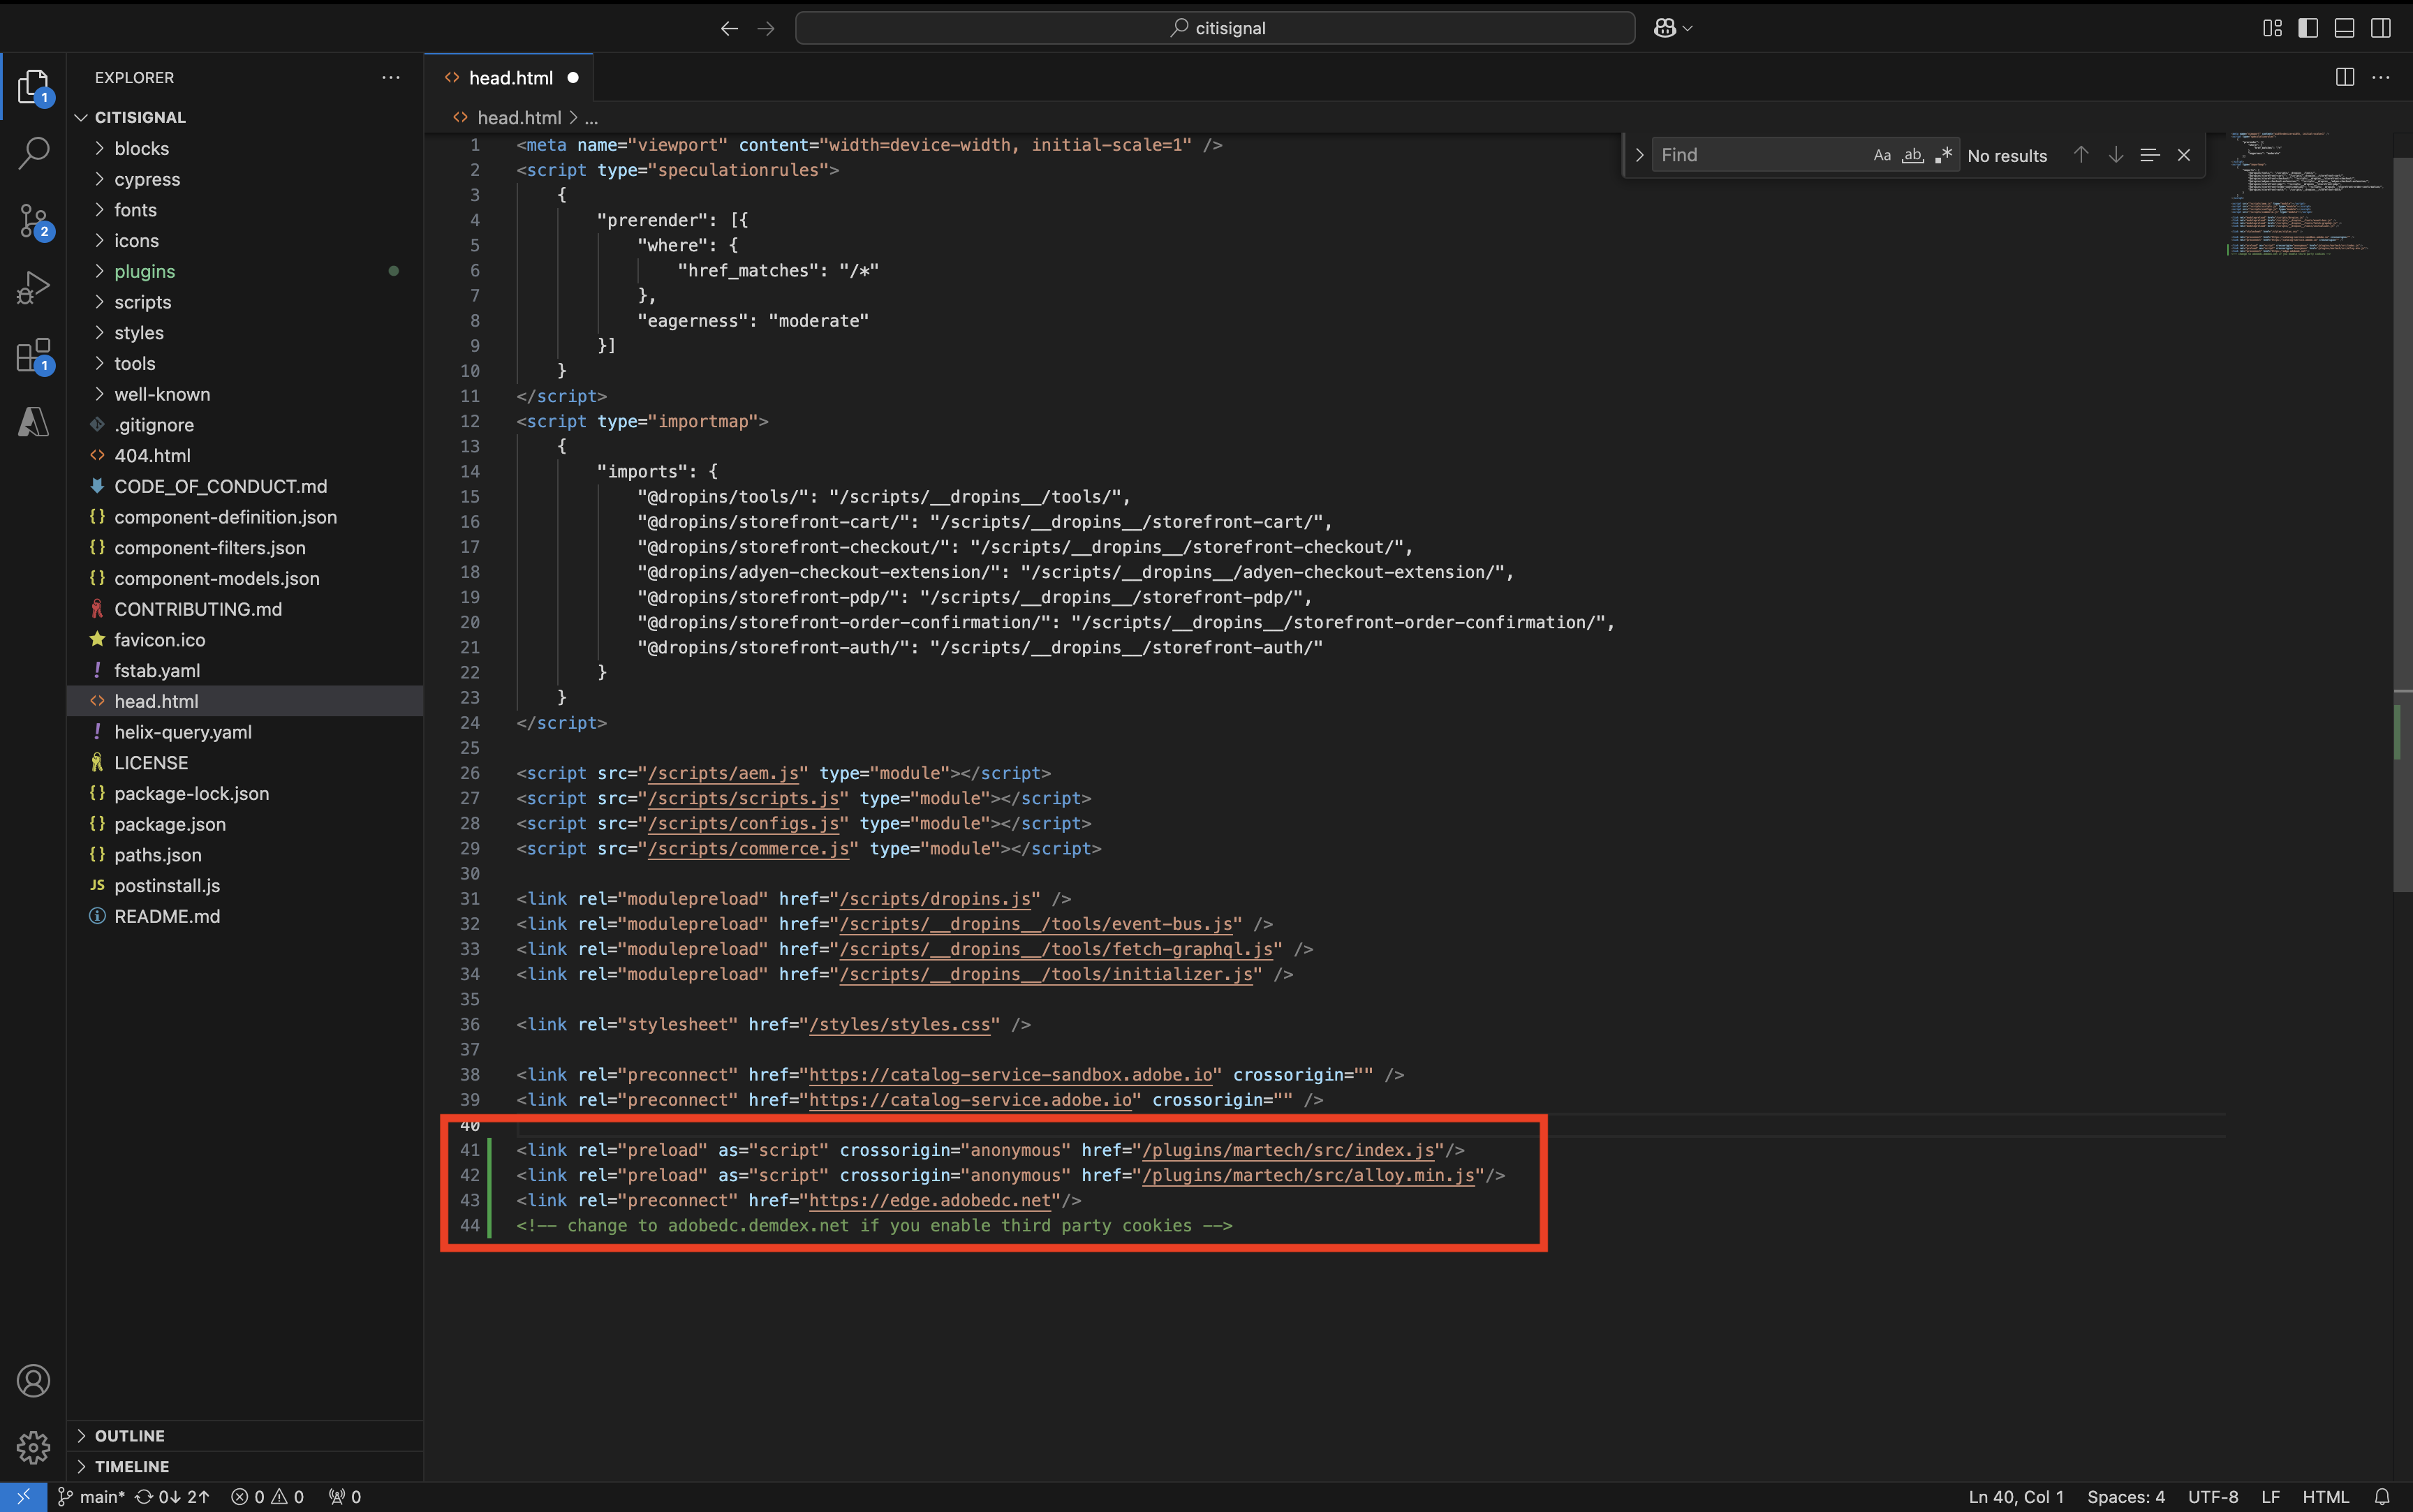 citisignal
EXPLORER
CITISIGNAL
blocks
cypress
fonts
icons
plugins
scripts
styles
tools
well-known
.gitignore
404.html
CODE_OF_CONDUCT.md
component-definition.json
component-filters.json
component-models.json
CONTRIBUTING.md
favicon.ico
fstab.yaml
head.html
helix-query.yaml
LICENSE
package-lock.json
package.json
paths.json
JS postinstall.js
README.md
OUTLINE
TIMELINE
1
2
1
head.html
head.html > ...
Find Aa ab .* No results
1 <meta name="viewport" content="width=device-width, initial-scale=1" />
2 <script type="speculationrules">
3 {
4 "prerender": [{
5 "where": {
6 "href_matches": "/*"
7 },
8 "eagerness": "moderate"
9 }]
10 }
11 </script>
12 <script type="importmap">
13 {
14 "imports": {
15 "@dropins/tools/": "/scripts/__dropins__/tools/",
16 "@dropins/storefront-cart/": "/scripts/__dropins__/storefront-cart/",
17 "@dropins/storefront-checkout/": "/scripts/__dropins__/storefront-checkout/",
18 "@dropins/adyen-checkout-extension/": "/scripts/__dropins__/adyen-checkout-extension/",
19 "@dropins/storefront-pdp/": "/scripts/__dropins__/storefront-pdp/",
20 "@dropins/storefront-order-confirmation/": "/scripts/__dropins__/storefront-order-confirmation/",
21 "@dropins/storefront-auth/": "/scripts/__dropins__/storefront-auth/"
22 }
23 }
24 </script>
25
26 <script src="/scripts/aem.js" type="module"></script>
27 <script src="/scripts/scripts.js" type="module"></script>
28 <script src="/scripts/configs.js" type="module"></script>
29 <script src="/scripts/commerce.js" type="module"></script>
30
31 <link rel="modulepreload" href="/scripts/dropins.js" />
32 <link rel="modulepreload" href="/scripts/__dropins__/tools/event-bus.js" />
33 <link rel="modulepreload" href="/scripts/__dropins__/tools/fetch-graphql.js" />
34 <link rel="modulepreload" href="/scripts/__dropins__/tools/initializer.js" />
35
36 <link rel="stylesheet" href="/styles/styles.css" />
37
38 <link rel="preconnect" href="https://catalog-service-sandbox.adobe.io" crossorigin="" />
39 <link rel="preconnect" href="https://catalog-service.adobe.io" crossorigin="" />
40
41 <link rel="preload" as="script" crossorigin="anonymous" href="/plugins/martech/src/index.js"/>
42 <link rel="preload" as="script" crossorigin="anonymous" href="/plugins/martech/src/alloy.min.js"/>
43 <link rel="preconnect" href="https://edge.adobedc.net"/>
44 <!-- change to adobedc.demdex.net if you enable third party cookies -->
main* 0↓ 2↑ 0 0 0 Ln 40, Col 1 Spaces: 4 UTF-8 LF HTML